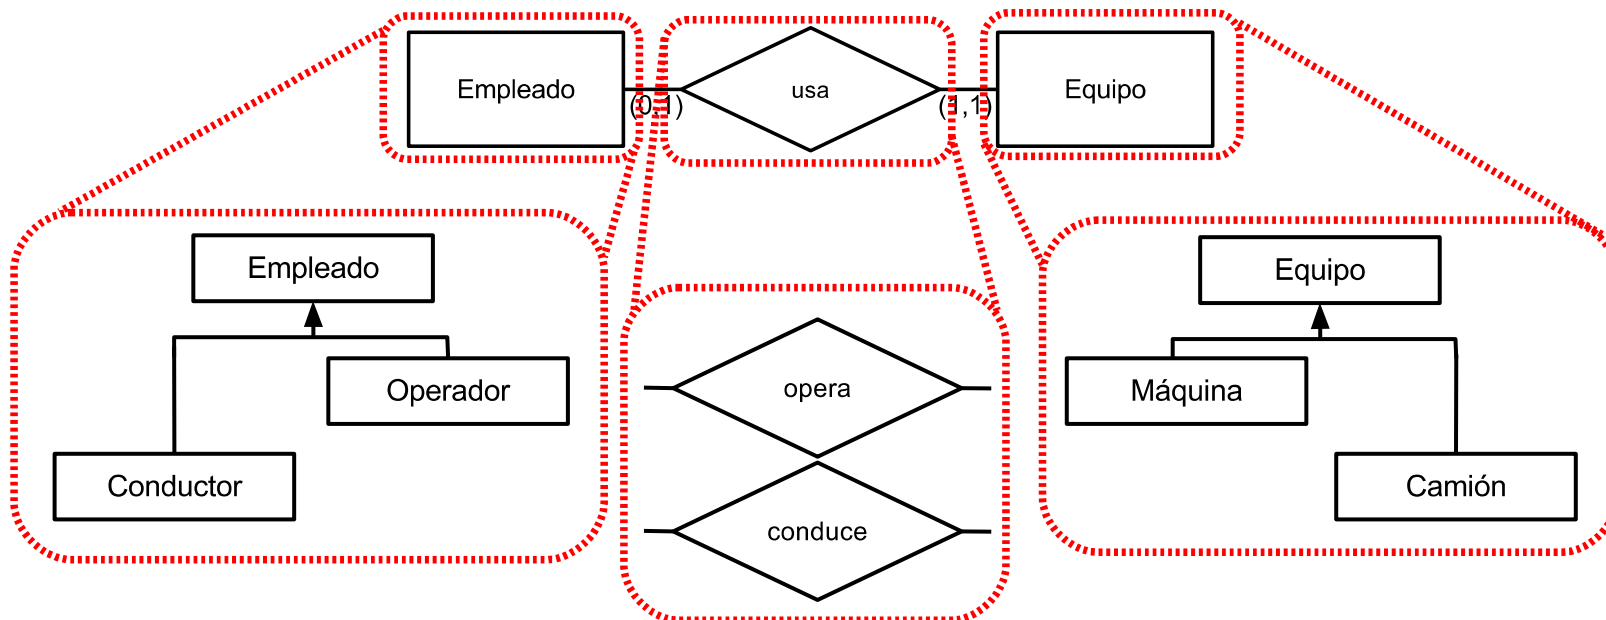 Empleado
(0,1)
usa
(1,1)
Equipo
Empleado
Operador
Conductor
opera
conduce
Equipo
Máquina
Camión